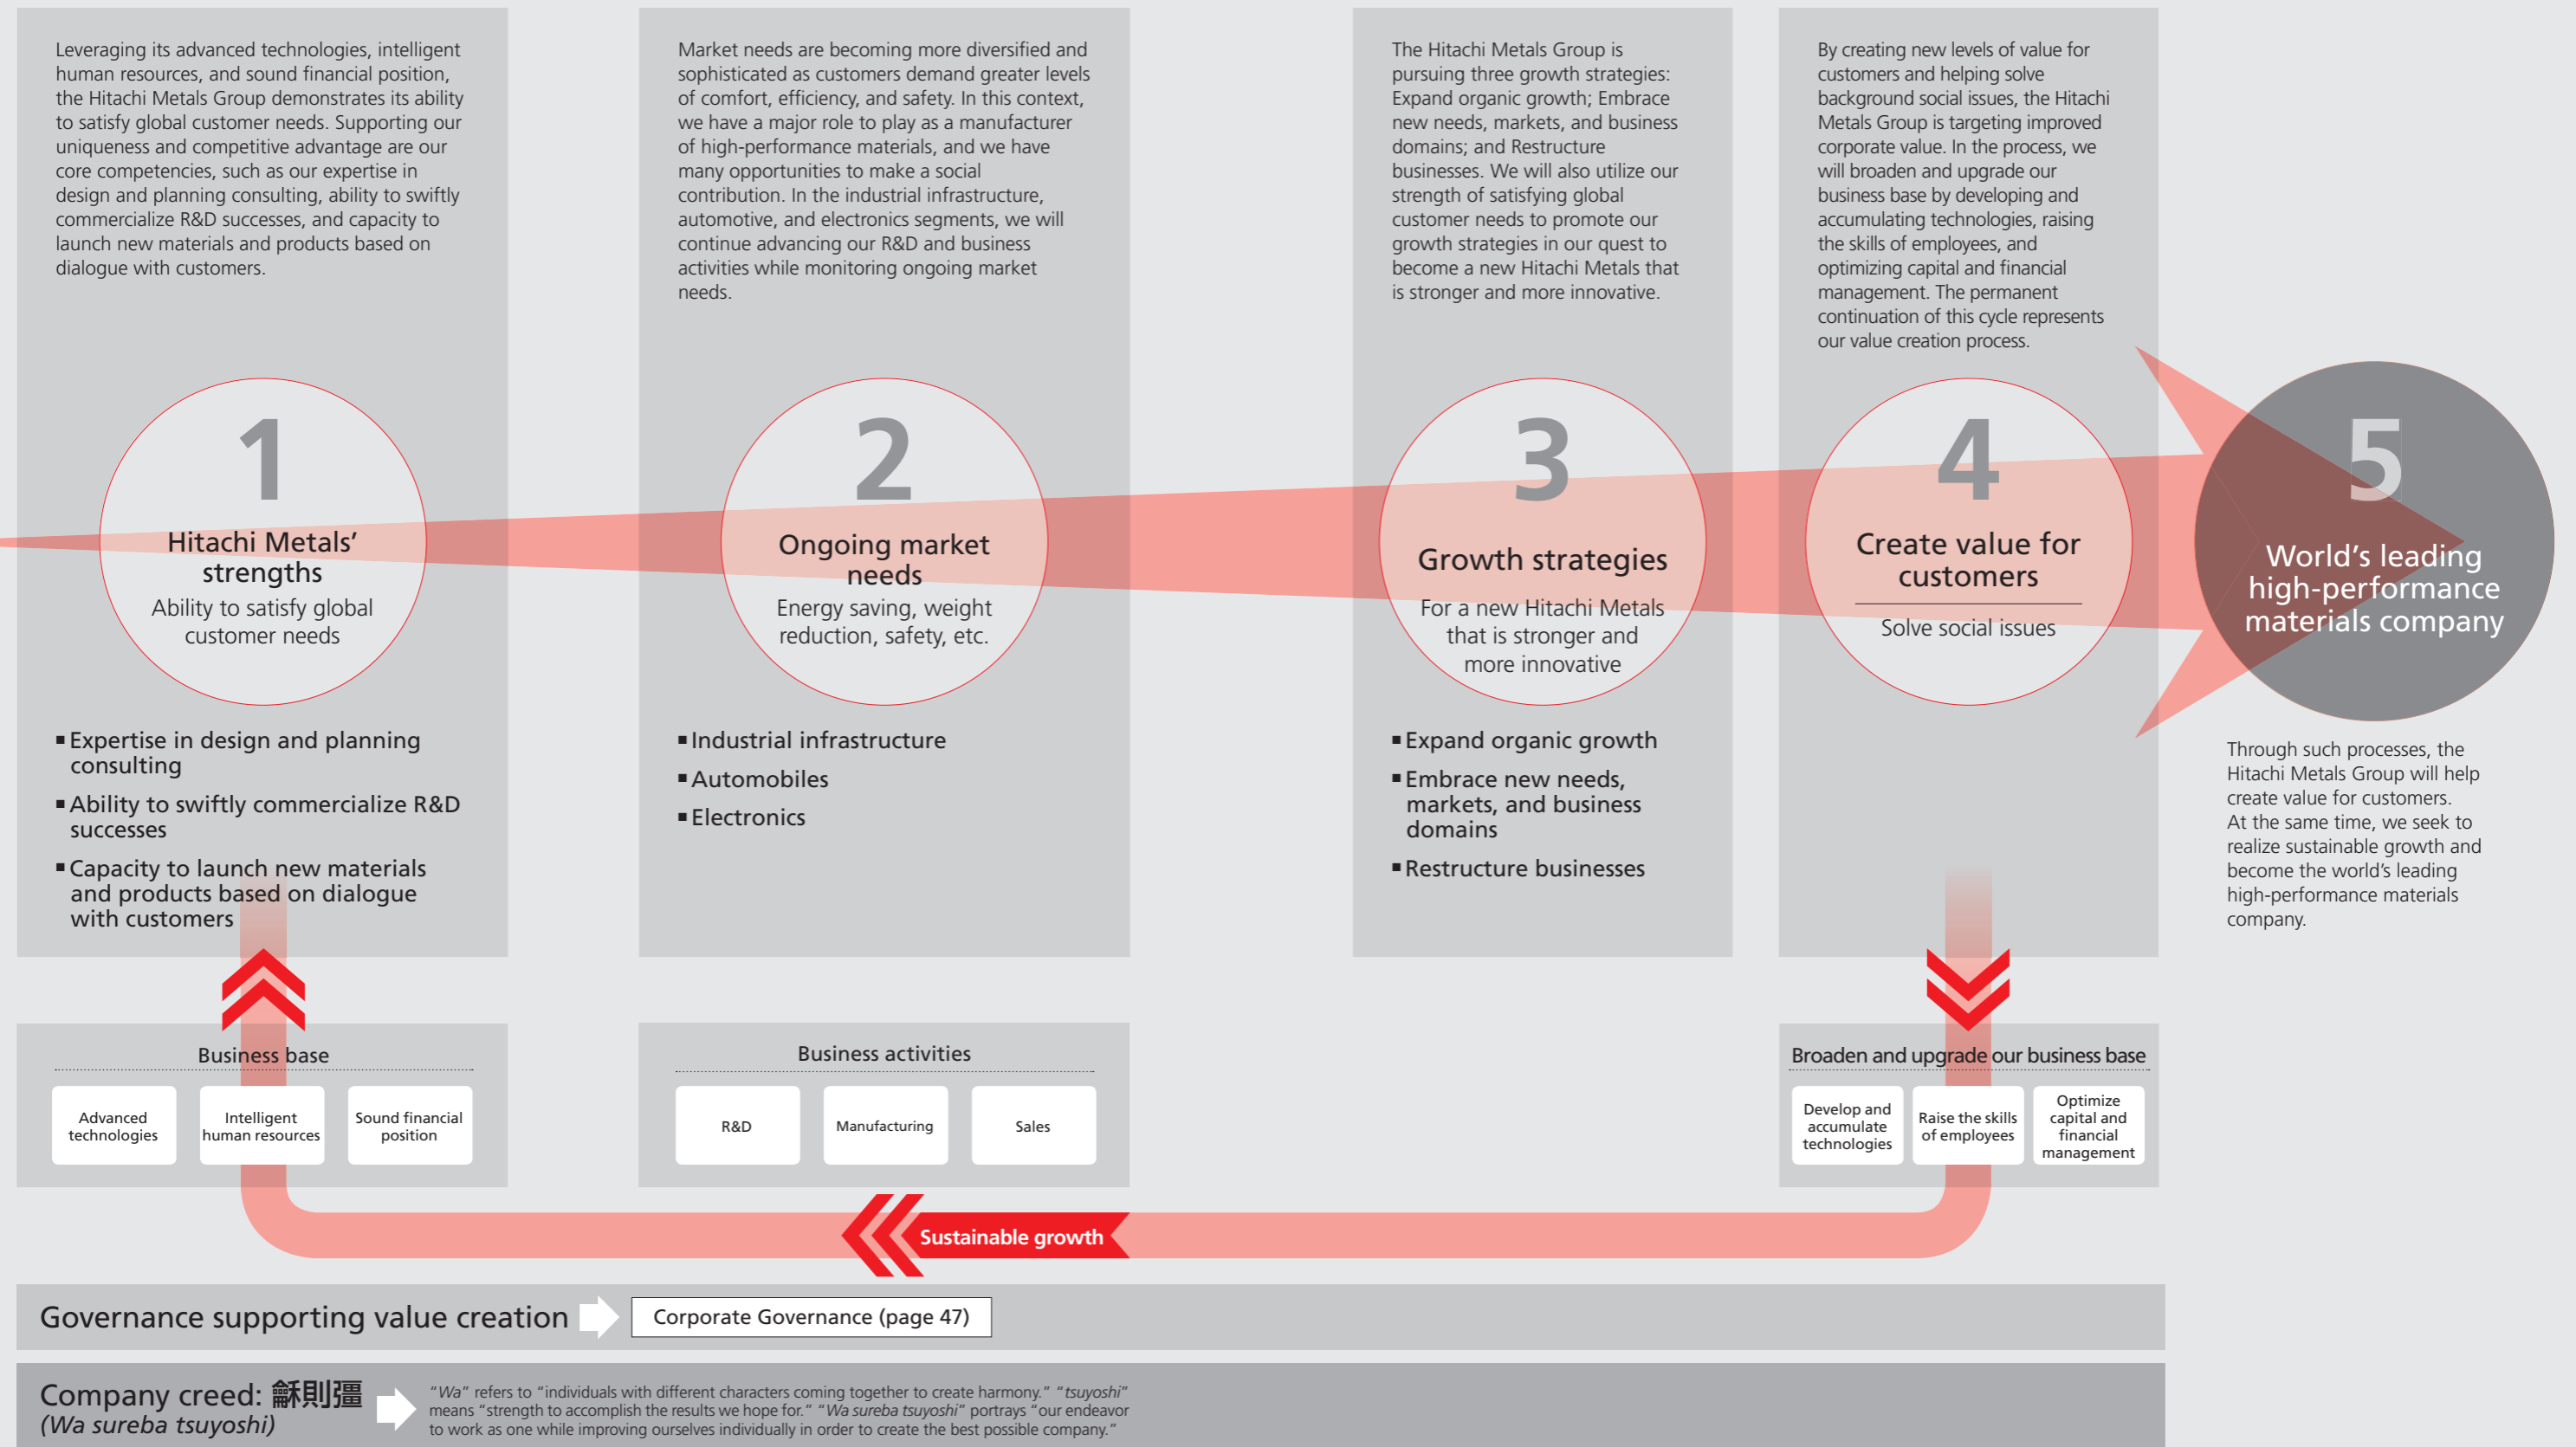 Leveraging its advanced technologies, intelligent
human resources, and sound financial position,
the Hitachi Metals Group demonstrates its ability
to satisfy global customer needs. Supporting our
uniqueness and competitive advantage are our
core competencies, such as our expertise in
design and planning consulting, ability to swiftly
commercialize R&D successes, and capacity to
launch new materials and products based on
dialogue with customers.
1
Hitachi Metals’
strengths
Ability to satisfy global
customer needs
▪Expertise in design and planning
consulting
▪Ability to swiftly commercialize R&D
successes
▪Capacity to launch new materials
and products based on dialogue
with customers
Market needs are becoming more diversified and
sophisticated as customers demand greater levels
of comfort, efficiency, and safety. In this context,
we have a major role to play as a manufacturer
of high-performance materials, and we have
many opportunities to make a social
contribution. In the industrial infrastructure,
automotive, and electronics segments, we will
continue advancing our R&D and business
activities while monitoring ongoing market
needs.
2
Ongoing market
needs
Energy saving, weight
reduction, safety, etc.
▪Industrial infrastructure
▪Automobiles
▪Electronics
The Hitachi Metals Group is
pursuing three growth strategies:
Expand organic growth; Embrace
new needs, markets, and business
domains; and Restructure
businesses. We will also utilize our
strength of satisfying global
customer needs to promote our
growth strategies in our quest to
become a new Hitachi Metals that
is stronger and more innovative.
3
Growth strategies
For a new Hitachi Metals
that is stronger and
more innovative
▪Expand organic growth
▪Embrace new needs,
markets, and business
domains
▪Restructure businesses
By creating new levels of value for
customers and helping solve
background social issues, the Hitachi
Metals Group is targeting improved
corporate value. In the process, we
will broaden and upgrade our
business base by developing and
accumulating technologies, raising
the skills of employees, and
optimizing capital and financial
management. The permanent
continuation of this cycle represents
our value creation process.
4
Create value for
customers
Solve social issues
5
World’s leading
high-performance
materials company
Through such processes, the
Hitachi Metals Group will help
create value for customers.
At the same time, we seek to
realize sustainable growth and
become the world’s leading
high-performance materials
company.
Business base
Advanced
technologies
Intelligent
human resources
Sound financial
position
Business activities
R&D
Manufacturing
Sales
Broaden and upgrade our business base
Develop and
accumulate
technologies
Raise the skills
of employees
Optimize
capital and
financial
management
Sustainable growth
Governance supporting value creation
Corporate Governance (page 47)
Company creed: 龢則彊
(Wa sureba tsuyoshi)
“Wa” refers to “individuals with different characters coming together to create harmony.” “tsuyoshi”
means “strength to accomplish the results we hope for.” “Wa sureba tsuyoshi” portrays “our endeavor
to work as one while improving ourselves individually in order to create the best possible company.”